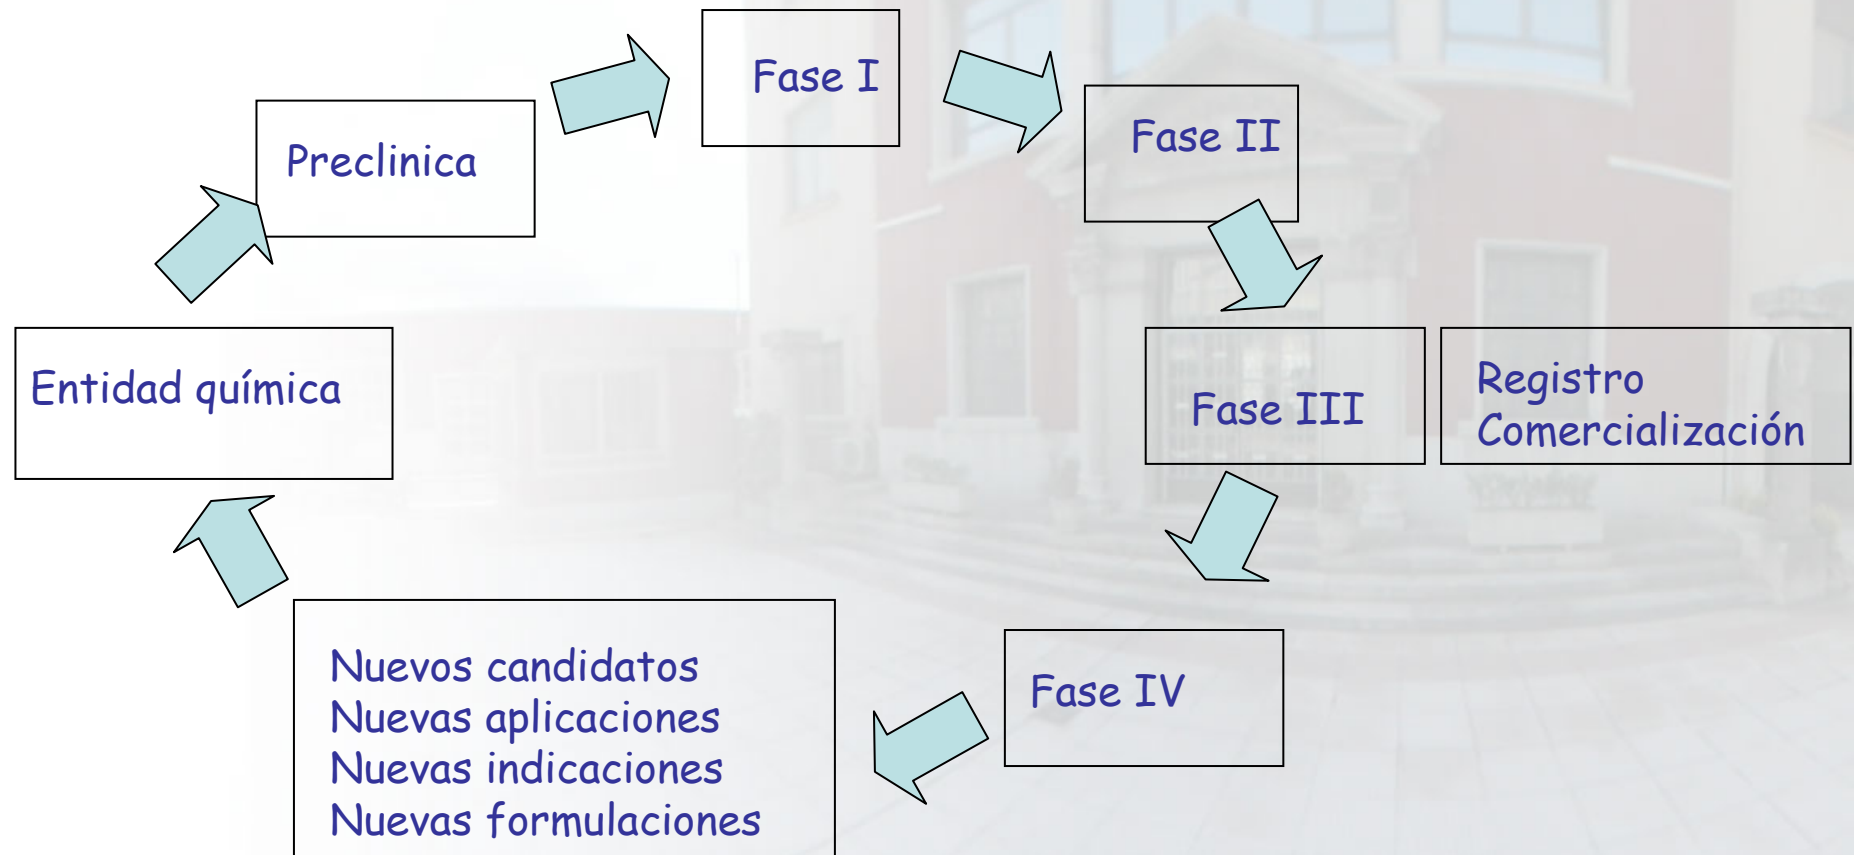 Fase I
Fase II
Preclinica
Entidad química
Fase III
Registro
Comercialización
Fase IV
Nuevos candidatos
Nuevas aplicaciones
Nuevas indicaciones
Nuevas formulaciones